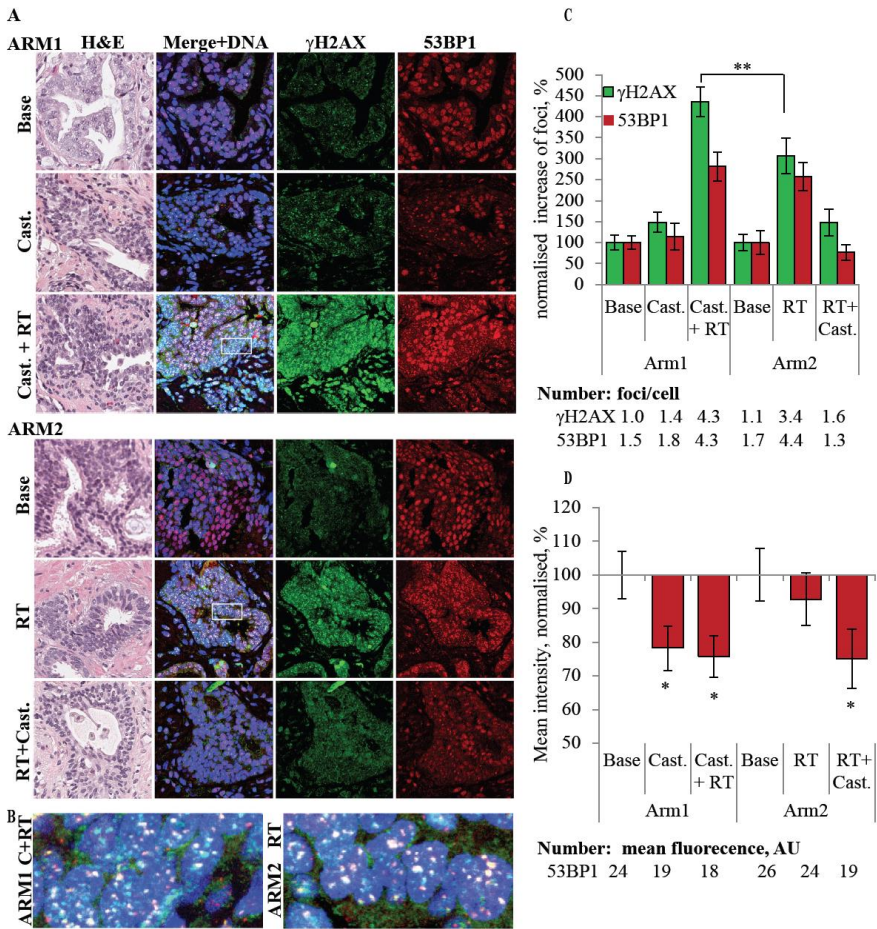 A
ARM1 H&E Merge+DNA γH2AX 53BP1
Base
Cast.
Cast. + RT
ARM2
Base
RT
RT+Cast.
B
ARM1 C+RT
ARM2 RT
C
normalised increase of foci, %
500
450
400
350
300
250
200
150
100
50
0
γH2AX
53BP1
**
Base Cast. Cast. + RT Base RT RT+ Cast.
Arm1 Arm2
Number: foci/cell
γH2AX 1.0 1.4 4.3 1.1 3.4 1.6
53BP1 1.5 1.8 4.3 1.7 4.4 1.3
D
Mean intensity, normalised, %
120
110
100
90
80
70
60
50
* * *
Base Cast. Cast. + RT Base RT RT+ Cast.
Arm1 Arm2
Number: mean fluorecence, AU
53BP1 24 19 18 26 24 19